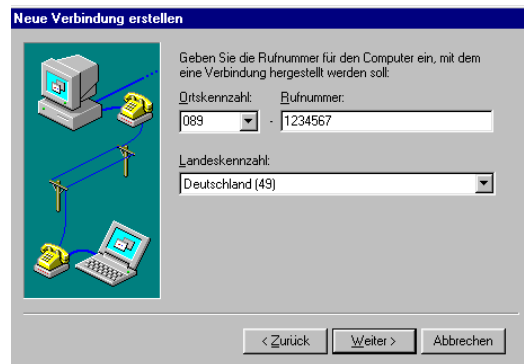 Neue Verbindung erstellen
Geben Sie die Rufnummer für den Computer ein, mit dem
eine Verbindung hergestellt werden soll:
Ortskennzahl: Rufnummer:
089 - 1234567
Landeskennzahl:
Deutschland (49)
< Zurück Weiter > Abbrechen